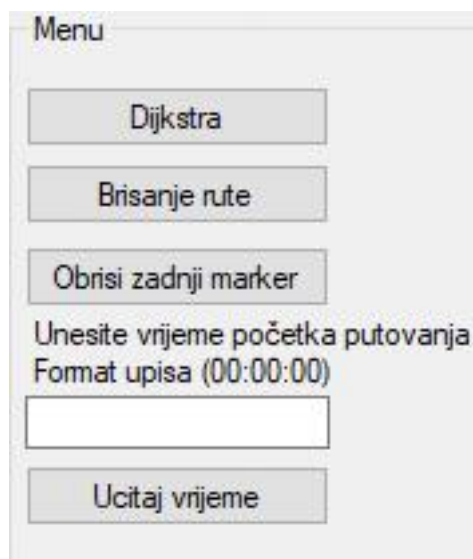 Menu
Dijkstra
Brisanje rute
Obrisi zadnji marker
Unesite vrijeme početka putovanja
Format upisa (00:00:00)
Ucitaj vrijeme